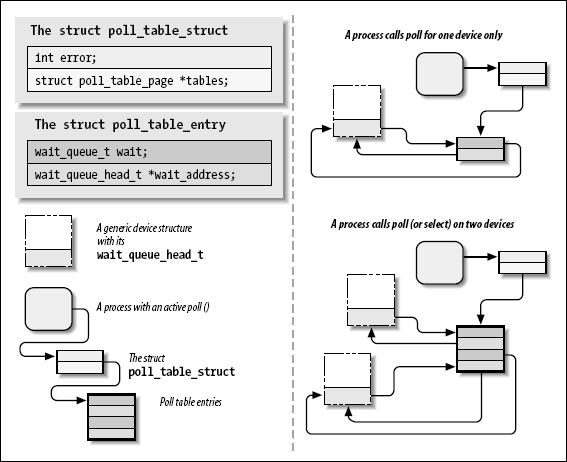 The struct poll_table_struct
int error;
struct poll_table_page *tables;
The struct poll_table_entry
wait_queue_t wait;
wait_queue_head_t *wait_address;
A generic device structure
with its
wait_queue_head_t
A process with an active poll ()
The struct
poll_table_struct
Poll table entries
A process calls poll for one device only
A process calls poll (or select) on two devices